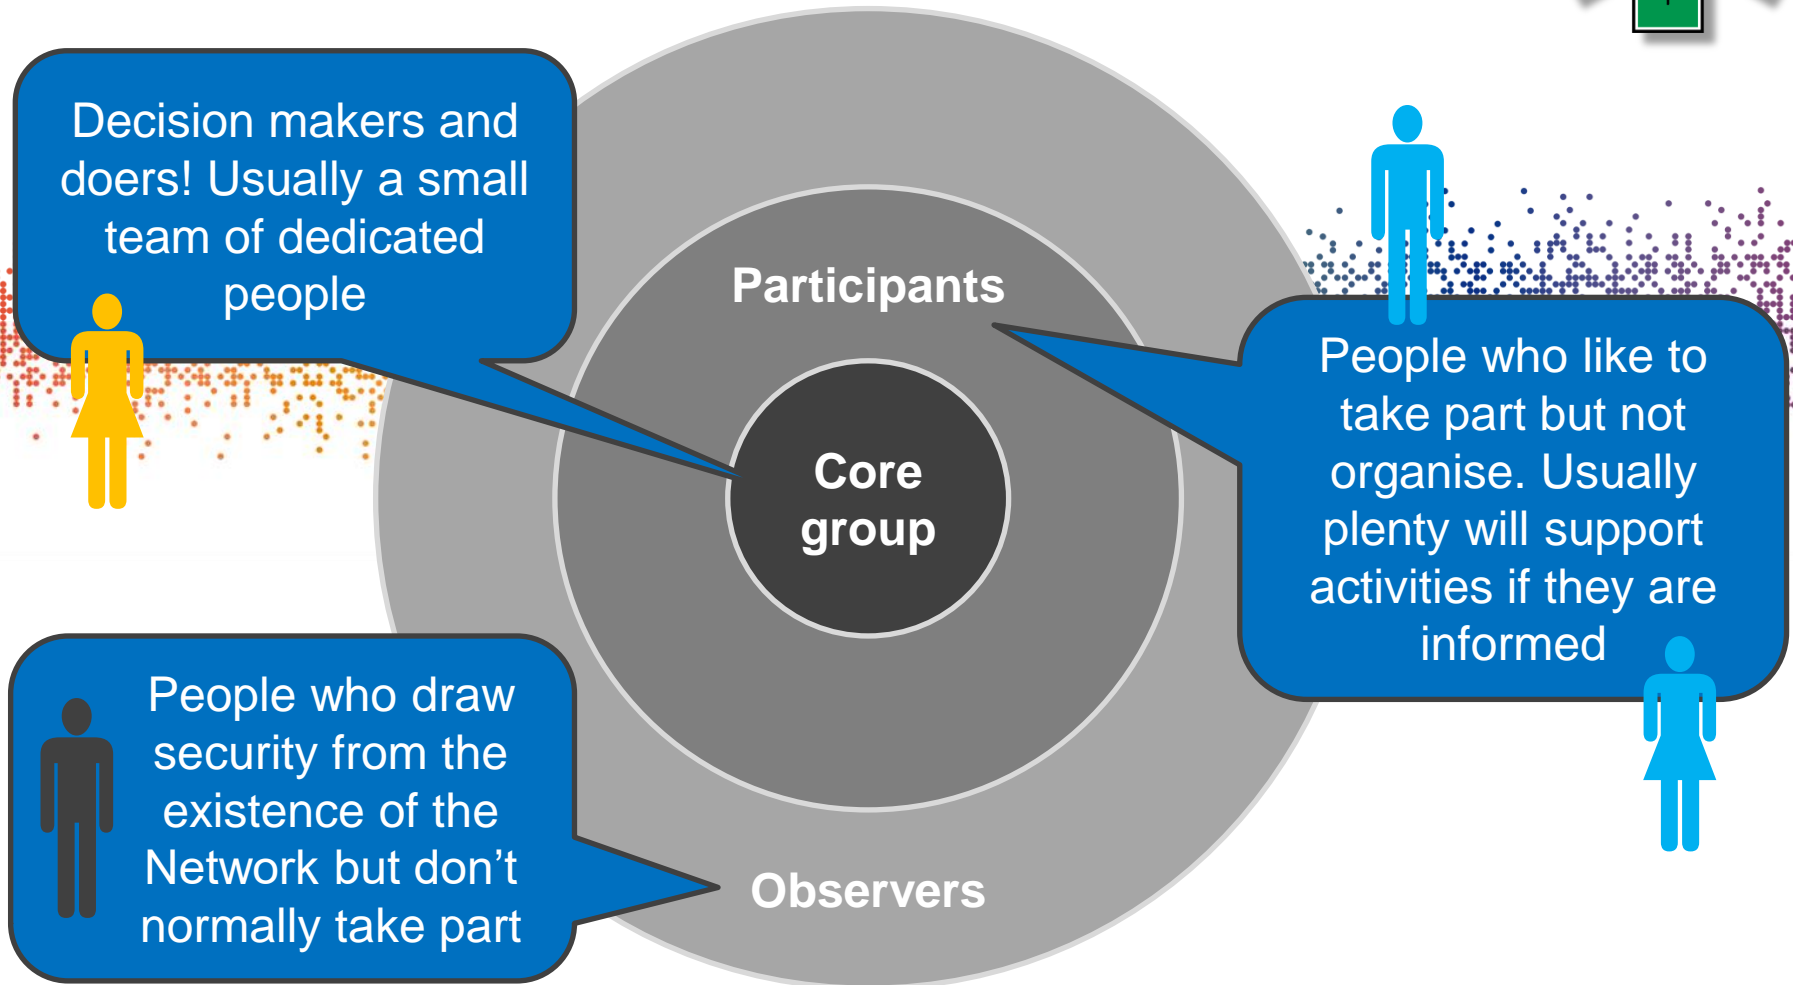 Decision makers and
doers! Usually a small
team of dedicated
people
Participants
People who like to
take part but not
organise. Usually
plenty will support
activities if they are
informed
Core
group
People who draw
security from the
existence of the
Network but don’t
normally take part
Observers